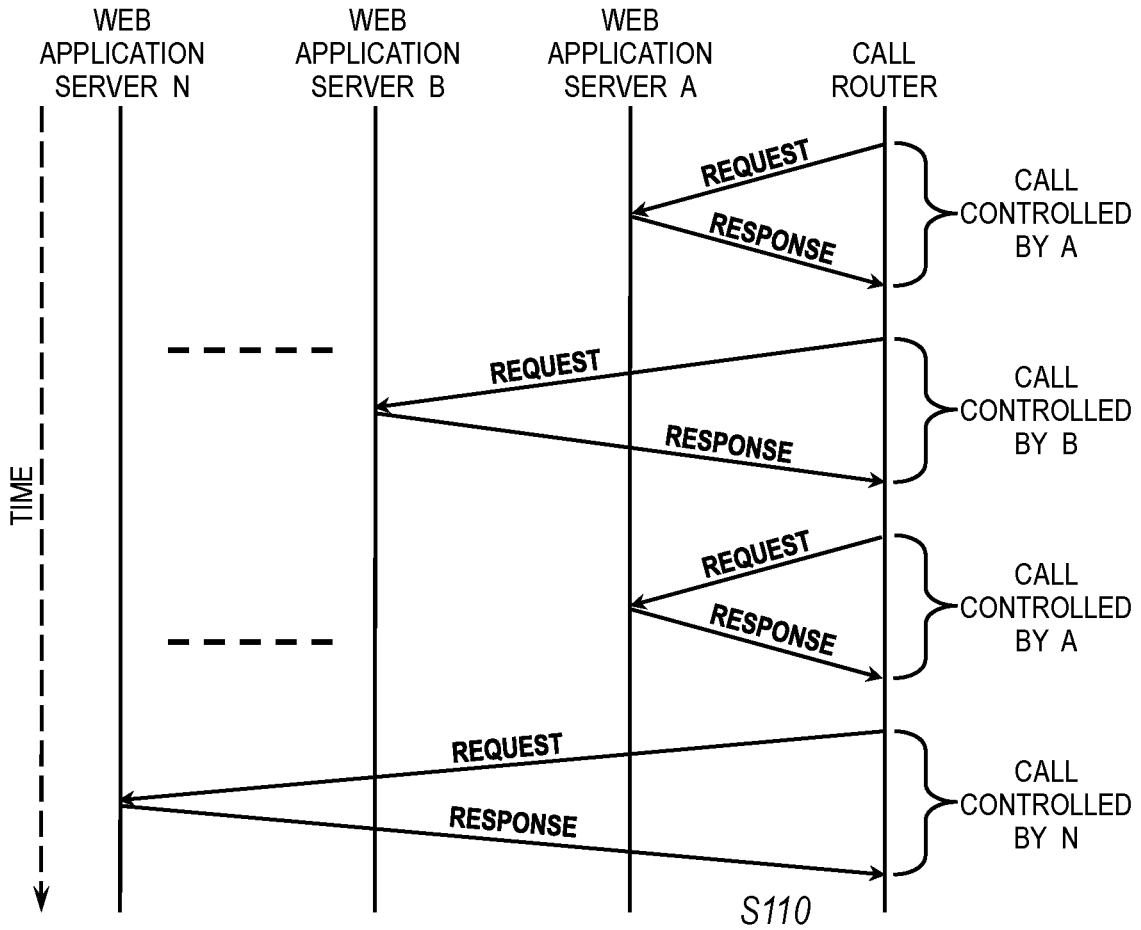 WEB
APPLICATION
SERVER N
WEB
APPLICATION
SERVER B
WEB
APPLICATION
SERVER A
CALL
ROUTER
REQUEST
RESPONSE
CALL
CONTROLLED
BY A
REQUEST
RESPONSE
CALL
CONTROLLED
BY B
TIME
REQUEST
RESPONSE
CALL
CONTROLLED
BY A
REQUEST
RESPONSE
CALL
CONTROLLED
BY N
S110